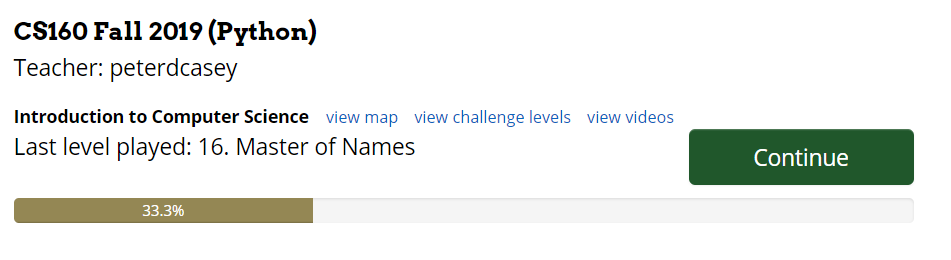 CS160 Fall 2019 (Python)
Teacher: peterdcasey
Introduction to Computer Science view map view challenge levels view videos
Last level played: 16. Master of Names
Continue
33.3%